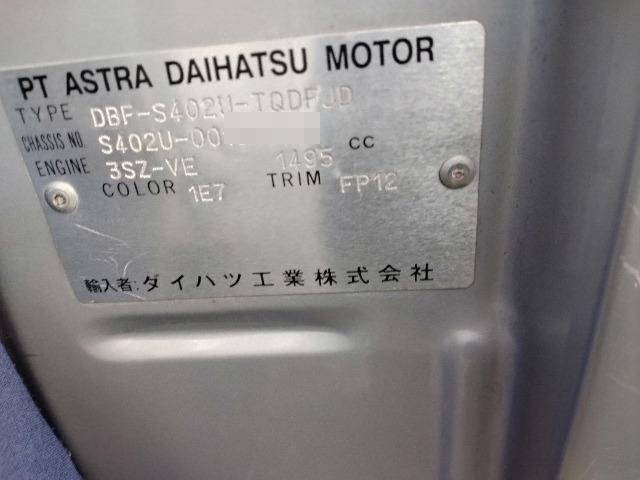 PT ASTRA DAIHATSU MOTOR
TYPE DBF-S402U-TQDFJD
CHASSIS NO. S402U-00
ENGINE 3SZ-VE 1495 CC
COLOR 1E7 TRIM FP12
輸入者:ダイハツ工業株式会社